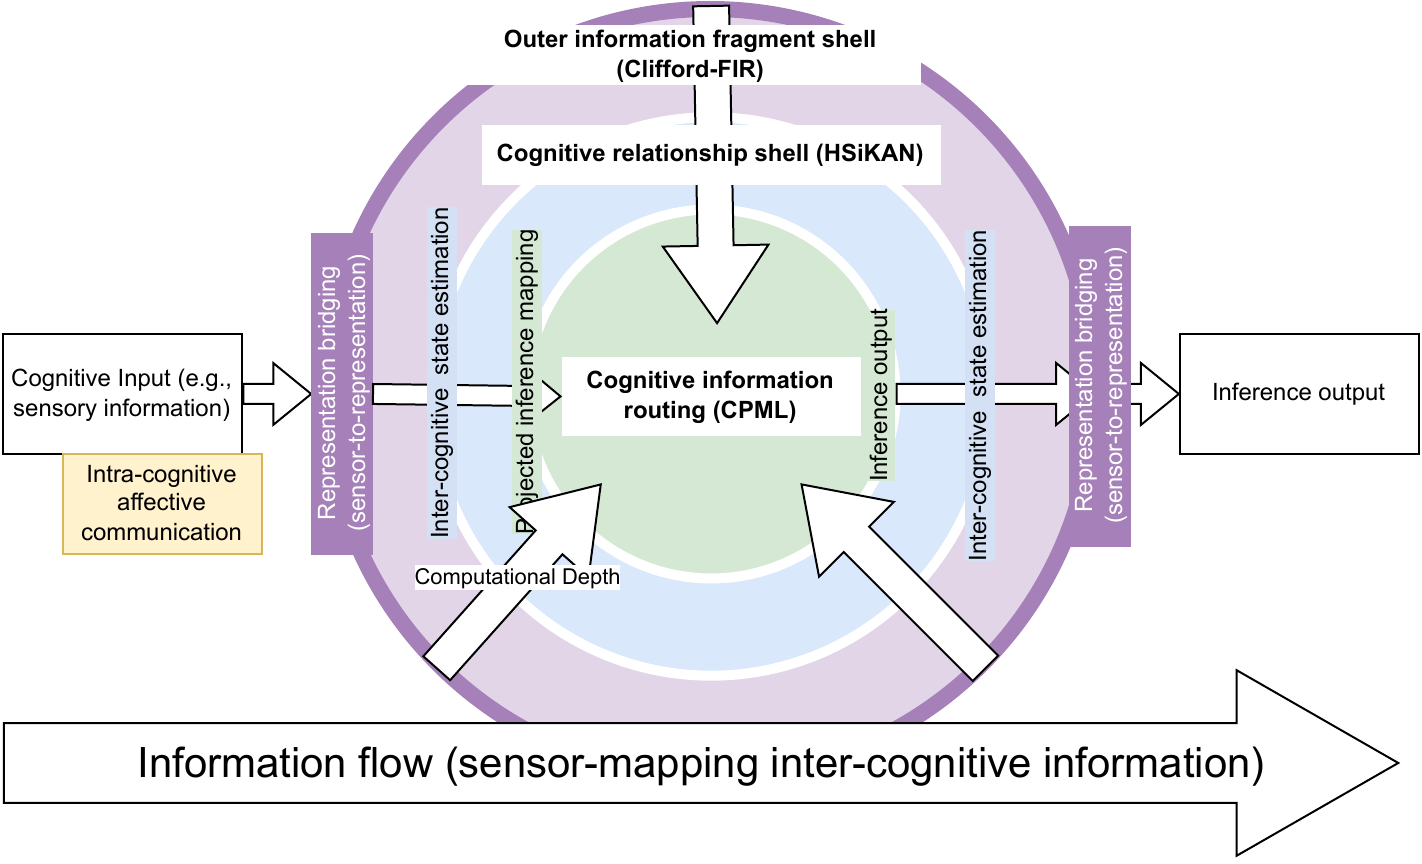 Outer information fragment shell
(Clifford-FIR)
Cognitive relationship shell (HSiKAN)
Representation bridging
(sensor-to-representation)
Inter-cognitive state estimation
Projected inference mapping
Cognitive Input (e.g.,
sensory information)
Intra-cognitive
affective
communication
Cognitive information
routing (CPML)
Inference output
Inter-cognitive state estimation
Representation bridging
(sensor-to-representation)
Inference output
Computational Depth
Information flow (sensor-mapping inter-cognitive information)